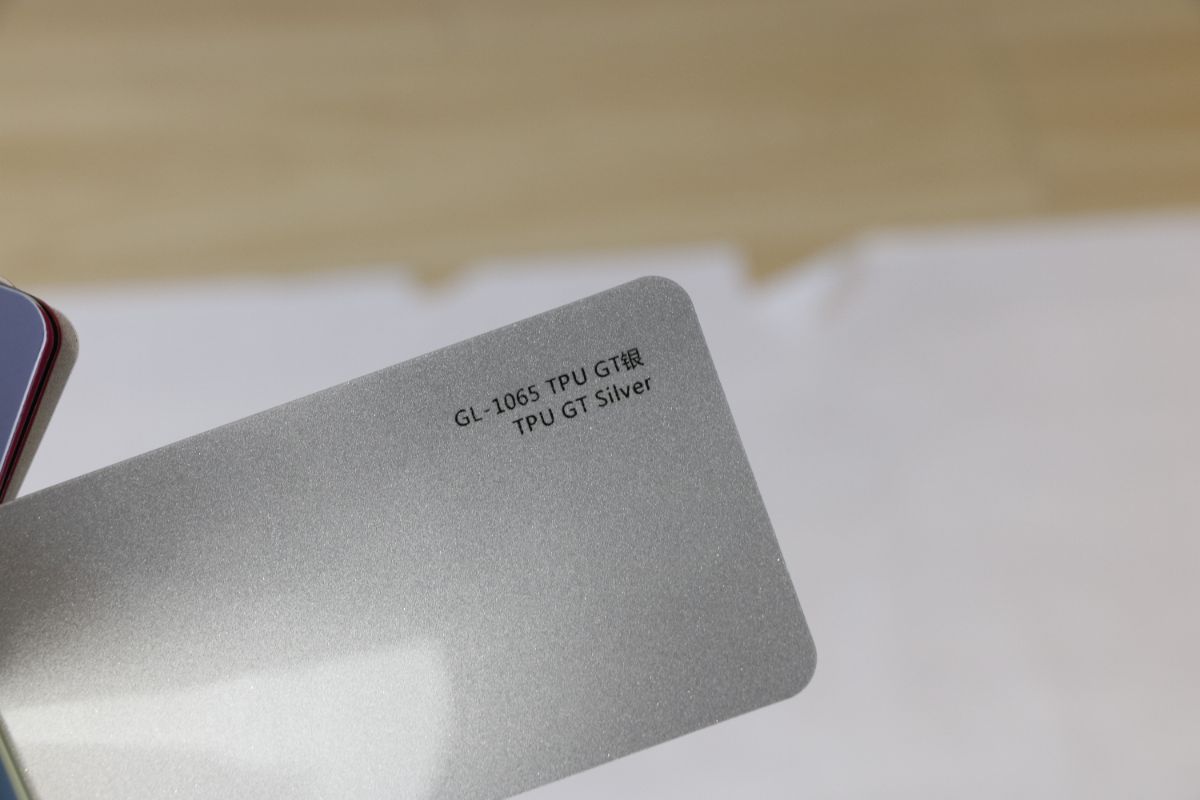 GL-1065 TPU GT银
TPU GT Silver